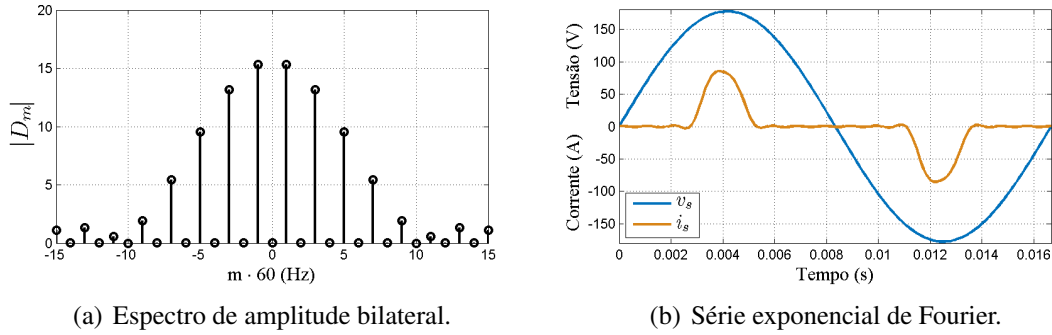 20
15
10
5
0
|D_m|
-15 -10 -5 0 5 10 15
m · 60 (Hz)
(a) Espectro de amplitude bilateral.
150
100
50
0
-50
-100
-150
Corrente (A) Tensão (V)
v_s
i_s
0 0.002 0.004 0.006 0.008 0.01 0.012 0.014 0.016
Tempo (s)
(b) Série exponencial de Fourier.